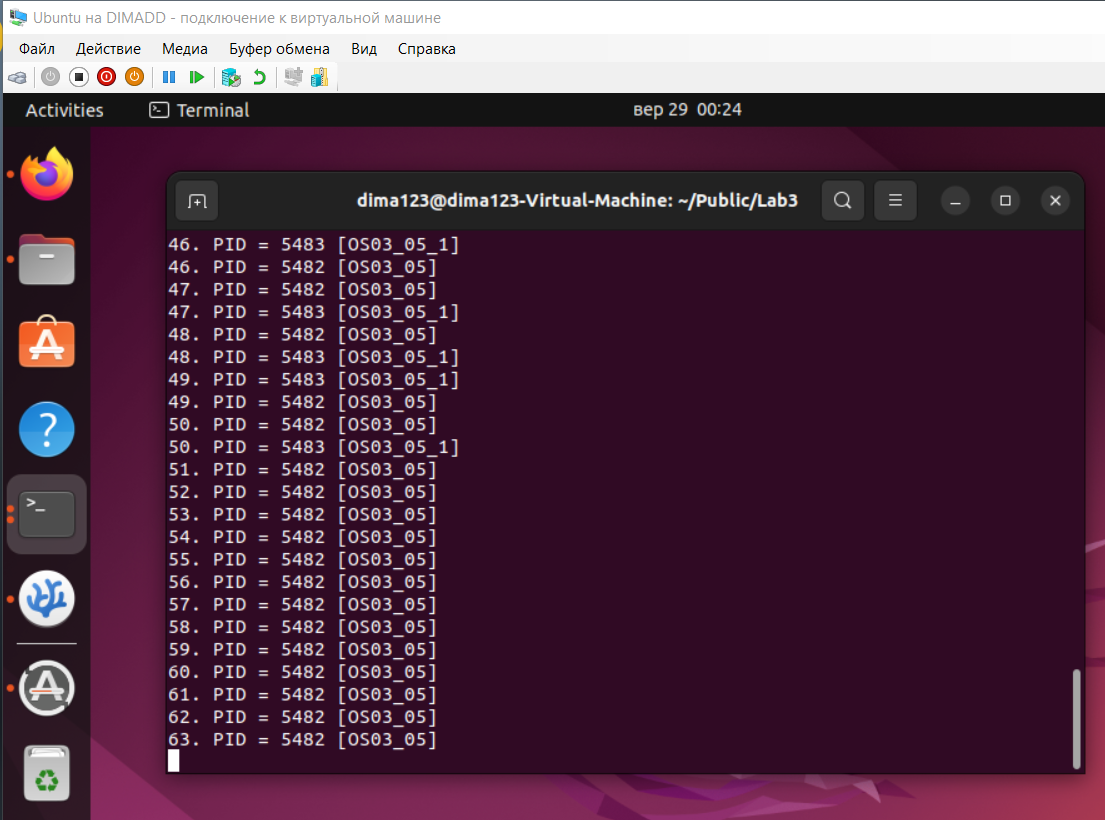 Ubuntu на DIMADD - подключение к виртуальной машине
Файл Действие Медиа Буфер обмена Вид Справка
Activities Terminal вер 29 00:24
dima123@dima123-Virtual-Machine: ~/Public/Lab3
46. PID = 5483 [OS03_05_1]
46. PID = 5482 [OS03_05]
47. PID = 5482 [OS03_05]
47. PID = 5483 [OS03_05_1]
48. PID = 5482 [OS03_05]
48. PID = 5483 [OS03_05_1]
49. PID = 5483 [OS03_05_1]
49. PID = 5482 [OS03_05]
50. PID = 5482 [OS03_05]
50. PID = 5483 [OS03_05_1]
51. PID = 5482 [OS03_05]
52. PID = 5482 [OS03_05]
53. PID = 5482 [OS03_05]
54. PID = 5482 [OS03_05]
55. PID = 5482 [OS03_05]
56. PID = 5482 [OS03_05]
57. PID = 5482 [OS03_05]
58. PID = 5482 [OS03_05]
59. PID = 5482 [OS03_05]
60. PID = 5482 [OS03_05]
61. PID = 5482 [OS03_05]
62. PID = 5482 [OS03_05]
63. PID = 5482 [OS03_05]